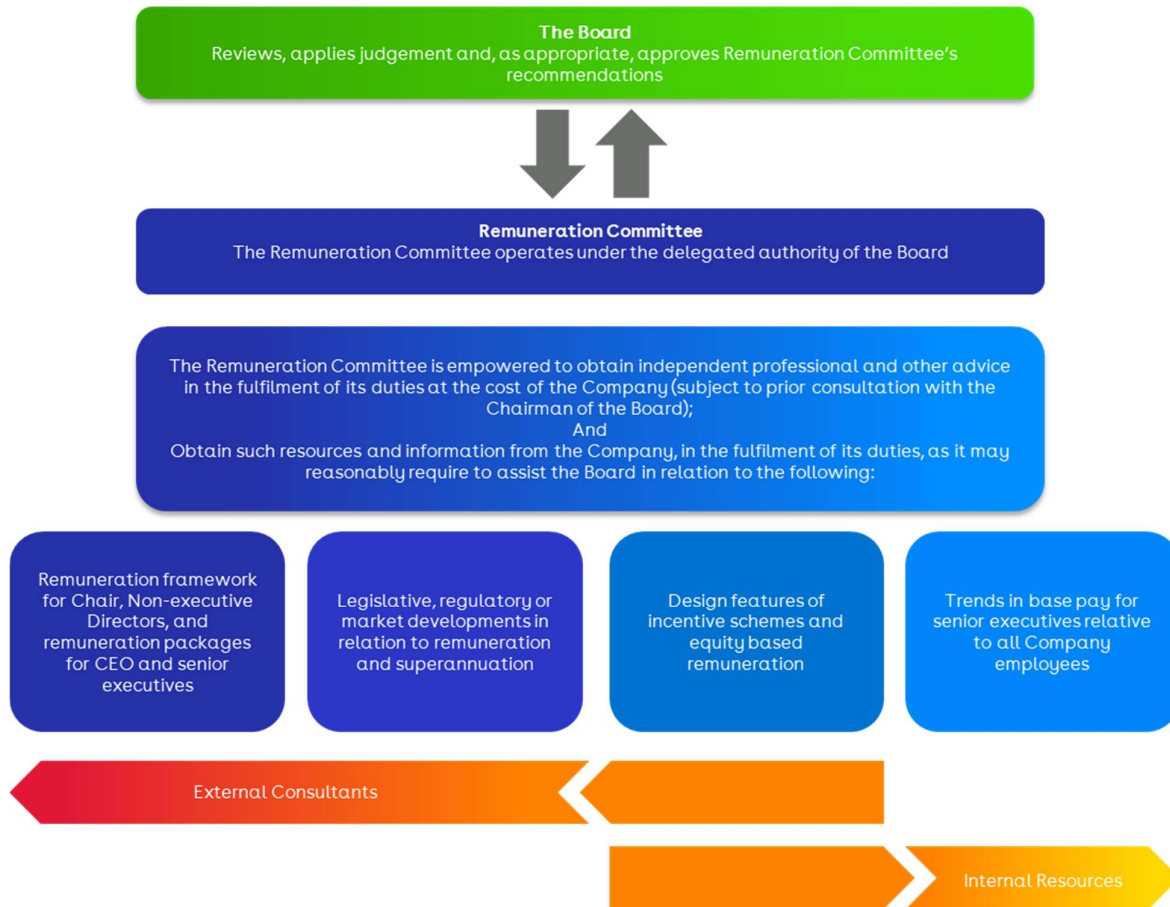 The Board
Reviews, applies judgement and, as appropriate, approves Remuneration Committee's
recommendations
Remuneration Committee
The Remuneration Committee operates under the delegated authority of the Board
The Remuneration Committee is empowered to obtain independent professional and other advice
in the fulfilment of its duties at the cost of the Company (subject to prior consultation with the
Chairman of the Board);
And
Obtain such resources and information from the Company, in the fulfilment of its duties, as it may
reasonably require to assist the Board in relation to the following:
Remuneration framework
for Chair, Non-executive
Directors, and
remuneration packages
for CEO and senior
executives
Legislative, regulatory or
market developments in
relation to remuneration
and superannuation
Design features of
incentive schemes and
equity based
remuneration
Trends in base pay for
senior executives relative
to all Company
employees
External Consultants
Internal Resources